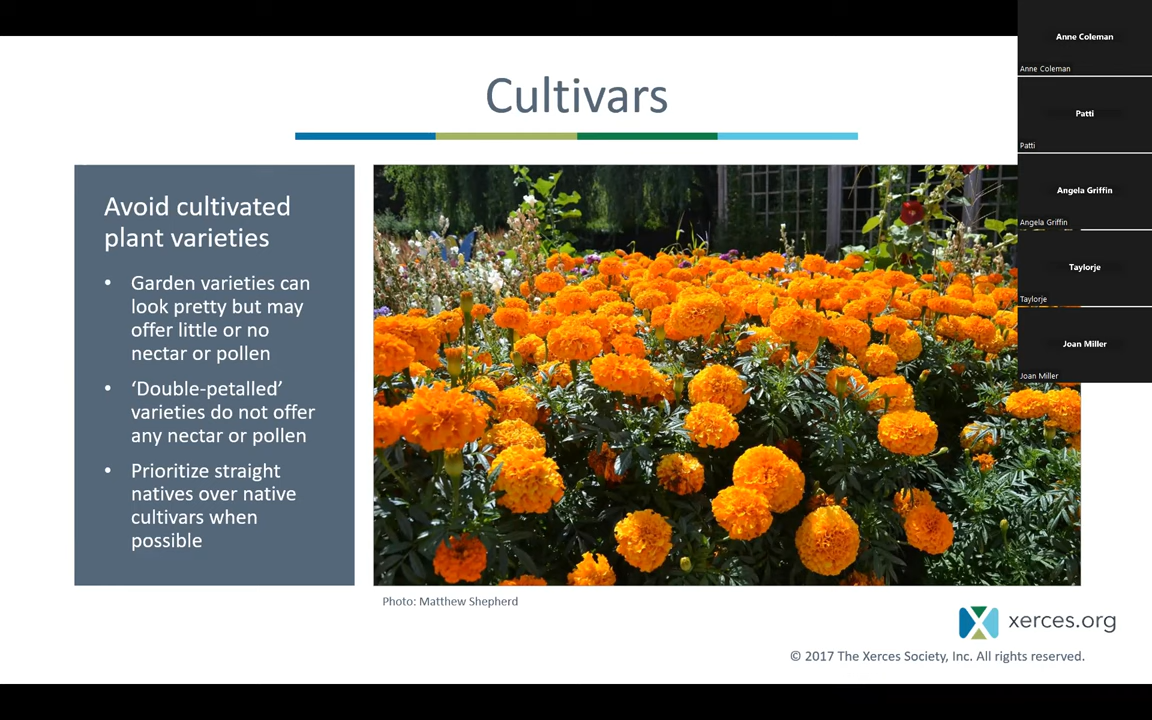 Cultivars
Avoid cultivated
plant varieties
• Garden varieties can
look pretty but may
offer little or no
nectar or pollen
• ‘Double-petalled’
varieties do not offer
any nectar or pollen
• Prioritize straight
natives over native
cultivars when
possible
Photo: Matthew Shepherd
xerces.org
© 2017 The Xerces Society, Inc. All rights reserved.
Anne Coleman
Anne Coleman
Patti
Patti
Angela Griffin
Angela Griffin
Taylorje
Taylorje
Joan Miller
Joan Miller